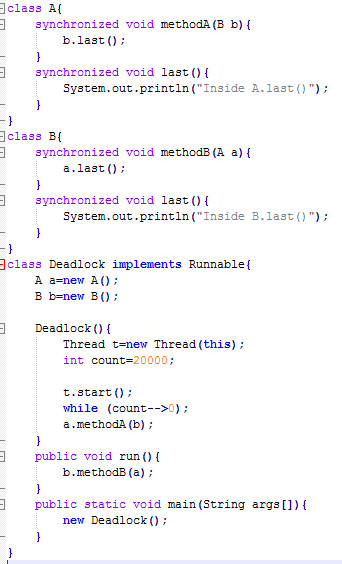 class A{
synchronized void methodA(B b){
b.last();
}
synchronized void last(){
System.out.println("Inside A.last()");
}
}
class B{
synchronized void methodB(A a){
a.last();
}
synchronized void last(){
System.out.println("Inside B.last()");
}
}
class Deadlock implements Runnable{
A a=new A();
B b=new B();
Deadlock(){
Thread t=new Thread(this);
int count=20000;
t.start();
while (count-->0);
a.methodA(b);
}
public void run(){
b.methodB(a);
}
public static void main(String args[]){
new Deadlock();
}
}